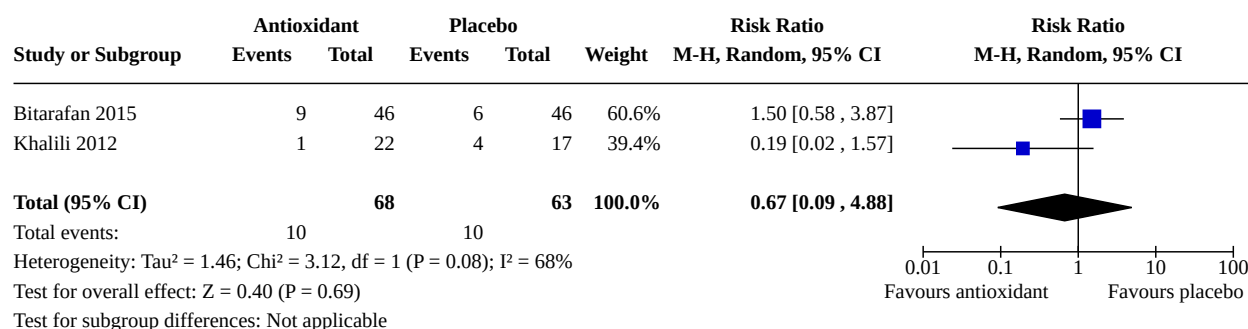 Antioxidant Placebo Risk Ratio Risk Ratio
Study or Subgroup Events Total Events Total Weight M-H, Random, 95% CI M-H, Random, 95% CI
Bitarafan 2015 9 46 6 46 60.6% 1.50 [0.58 , 3.87]
Khalili 2012 1 22 4 17 39.4% 0.19 [0.02 , 1.57]
Total (95% CI) 68 63 100.0% 0.67 [0.09 , 4.88]
Total events: 10 10
Heterogeneity: Tau² = 1.46; Chi² = 3.12, df = 1 (P = 0.08); I² = 68%
0.01 0.1 1 10 100
Test for overall effect: Z = 0.40 (P = 0.69)
Favours antioxidant Favours placebo
Test for subgroup differences: Not applicable